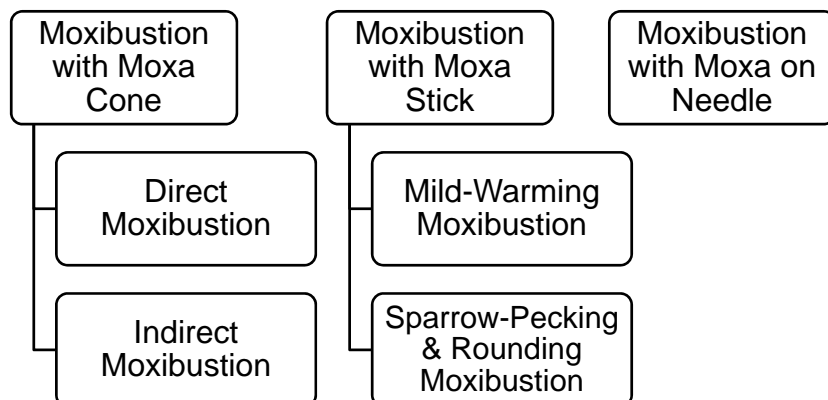 Moxibustion
with Moxa
Cone
Direct
Moxibustion
Indirect
Moxibustion
Moxibustion
with Moxa
Stick
Mild-Warming
Moxibustion
Sparrow-Pecking
& Rounding
Moxibustion
Moxibustion
with Moxa on
Needle